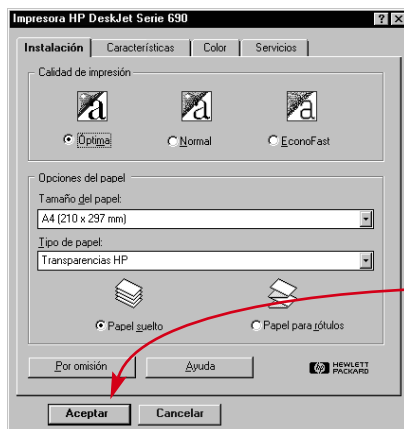 Impresora HP DeskJet Serie 690
Instalación Características Color Servicios
Calidad de impresión
Óptima Normal EconoFast
Opciones del papel
Tamaño del papel:
A4 (210 x 297 mm)
Tipo de papel:
Transparencias HP
Papel suelto Papel para rótulos
Por omisión Ayuda hp HEWLETT
PACKARD
Aceptar Cancelar